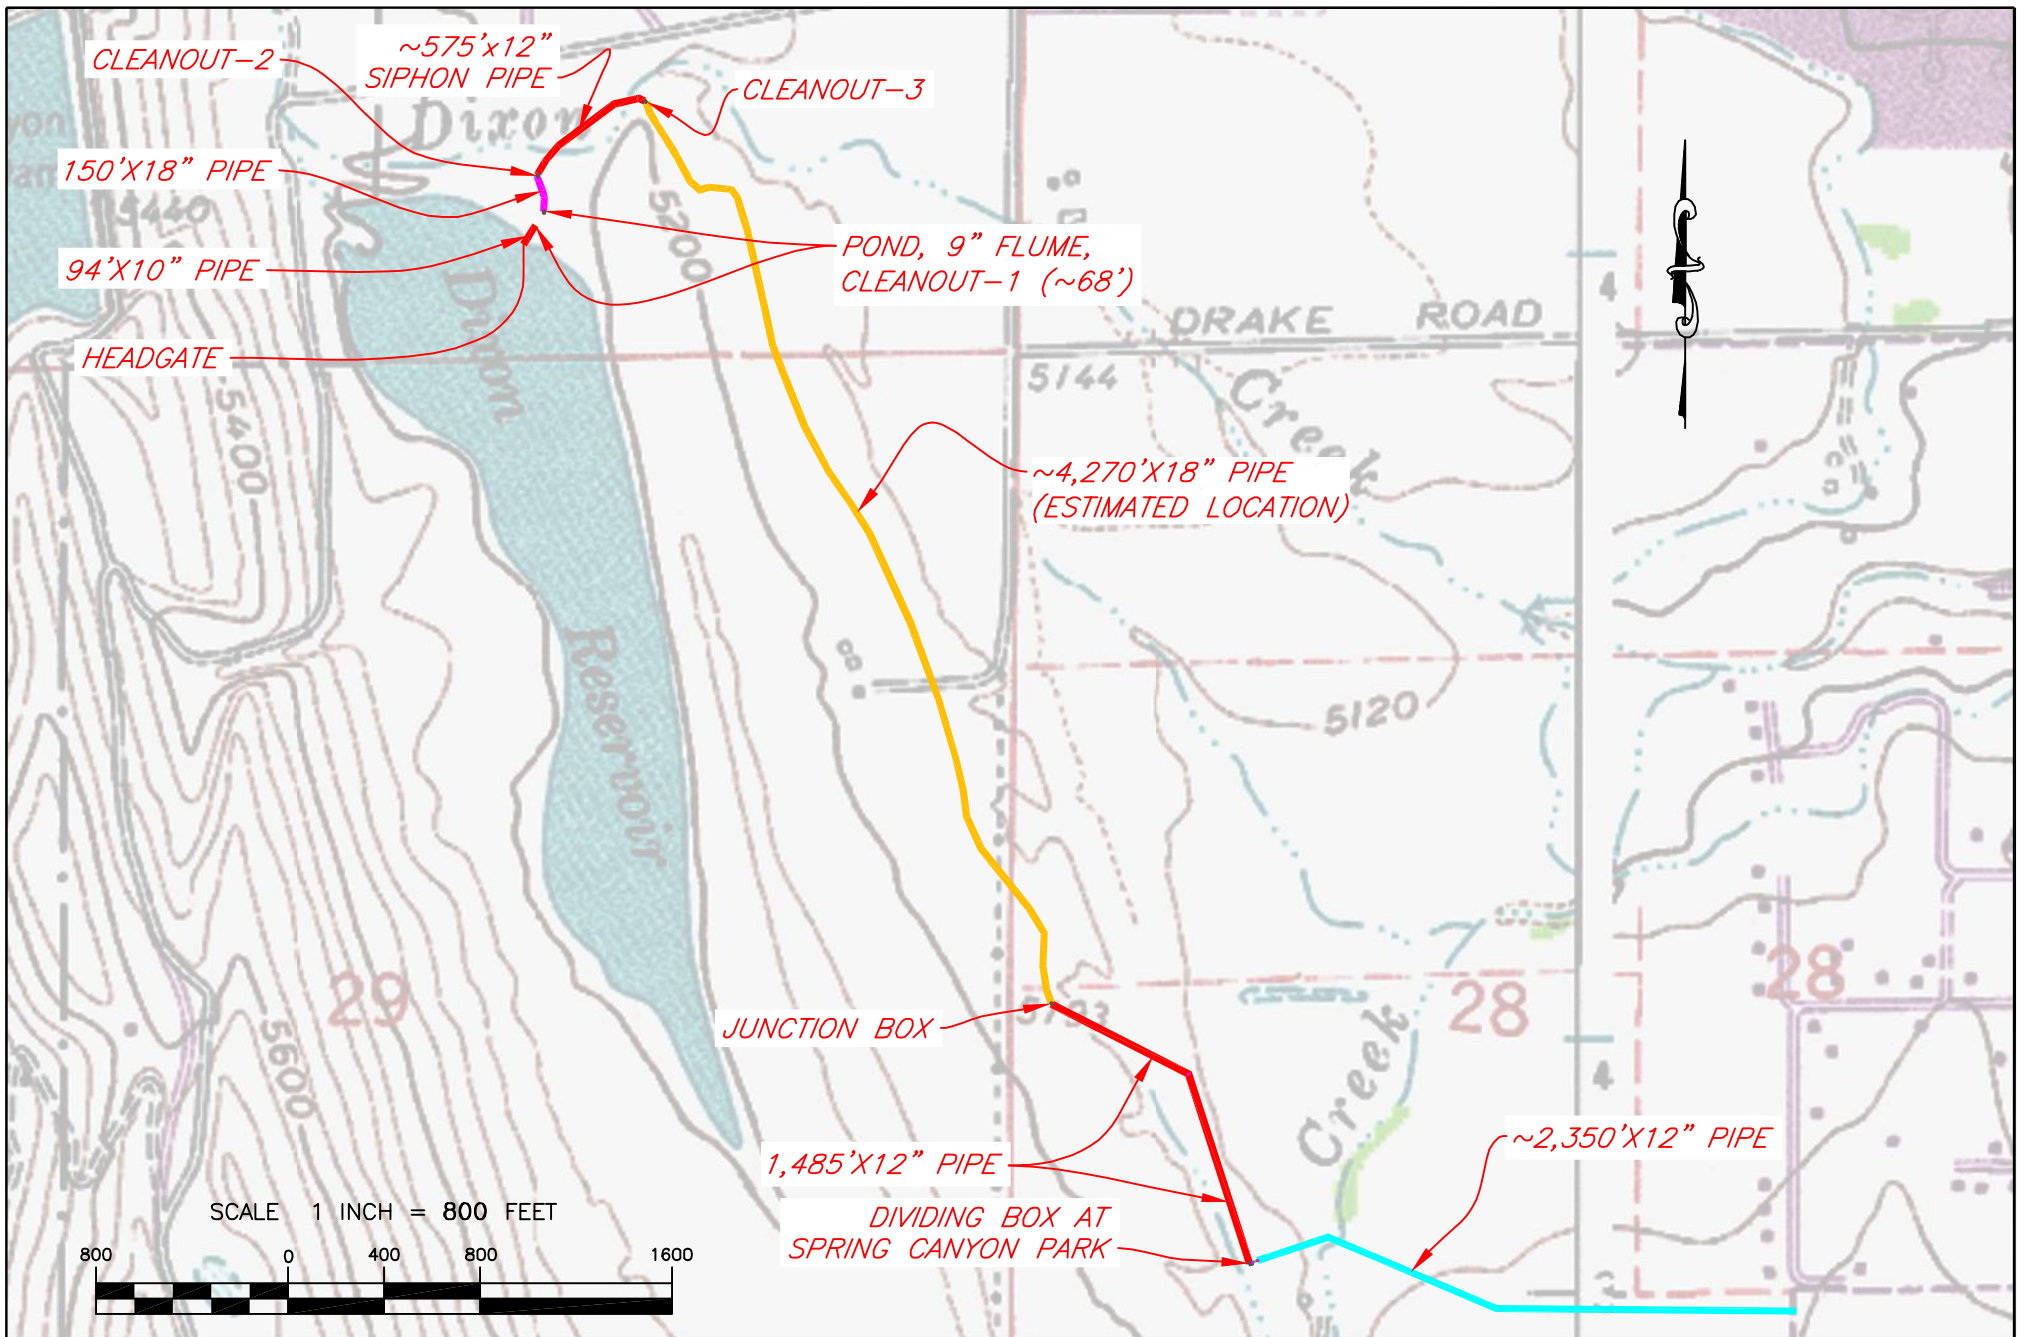 CLEANOUT-2
~575'x12"
SIPHON PIPE
CLEANOUT-3
Dixon
150'X18" PIPE
5440
94'X10" PIPE
5200
POND, 9" FLUME,
CLEANOUT-1 (~68')
HEADGATE
DRAKE ROAD
4
5144
5400
Dixon
Reservoir
Creek
~4,270'X18" PIPE
(ESTIMATED LOCATION)
5120
29
28
28
5600
JUNCTION BOX
5133
Creek
4
1,485'X12" PIPE
~2,350'X12" PIPE
DIVIDING BOX AT
SPRING CANYON PARK
SCALE 1 INCH = 800 FEET
800 0 400 800 1600